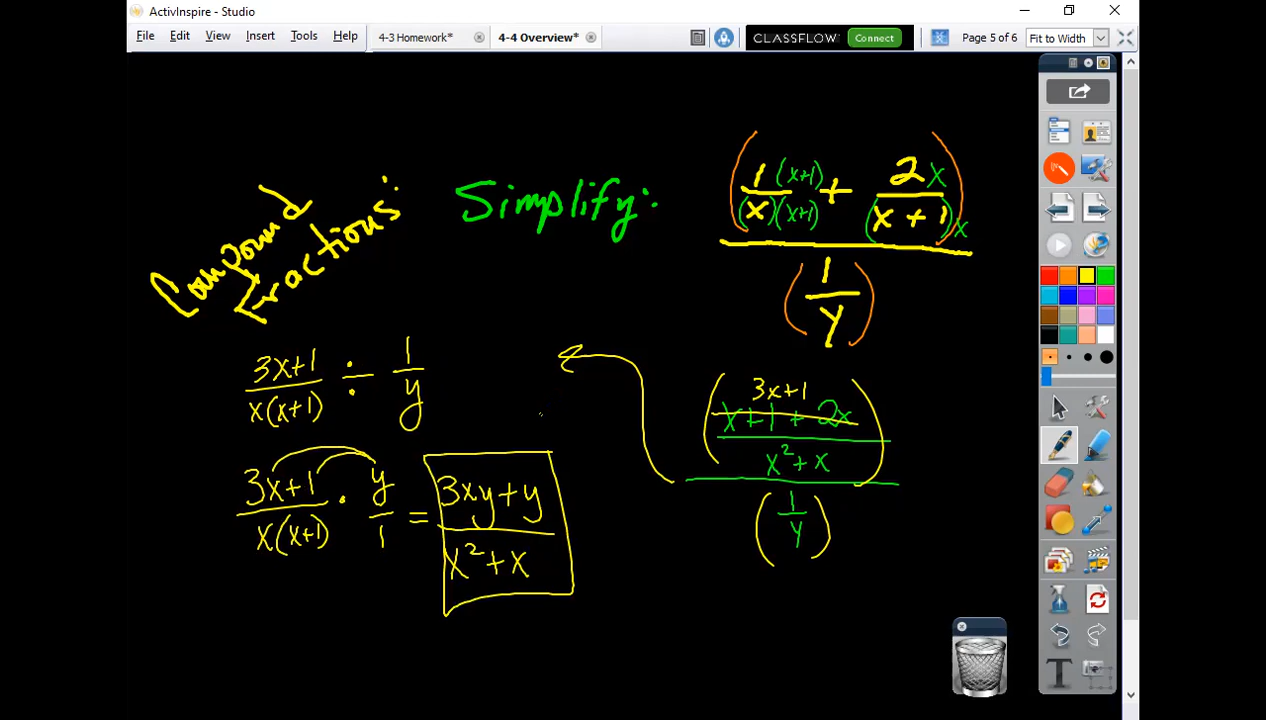 ActivInspire - Studio
File Edit View Insert Tools Help
4-3 Homework* 4-4 Overview*
CLASSFLOW Connect
Page 5 of 6 Fit to Width
Compound
Fractions:
Simplify:
(1(x+1)/(x)(x+1) + 2x/(x+1)x)
/
(1/y)
(3x+1
x+1+2x
/
x²+x)
/
(1/y)
3x+1/x(x+1) ÷ 1/y
3x+1/x(x+1) · y/1 = 3xy+y/x²+x
T